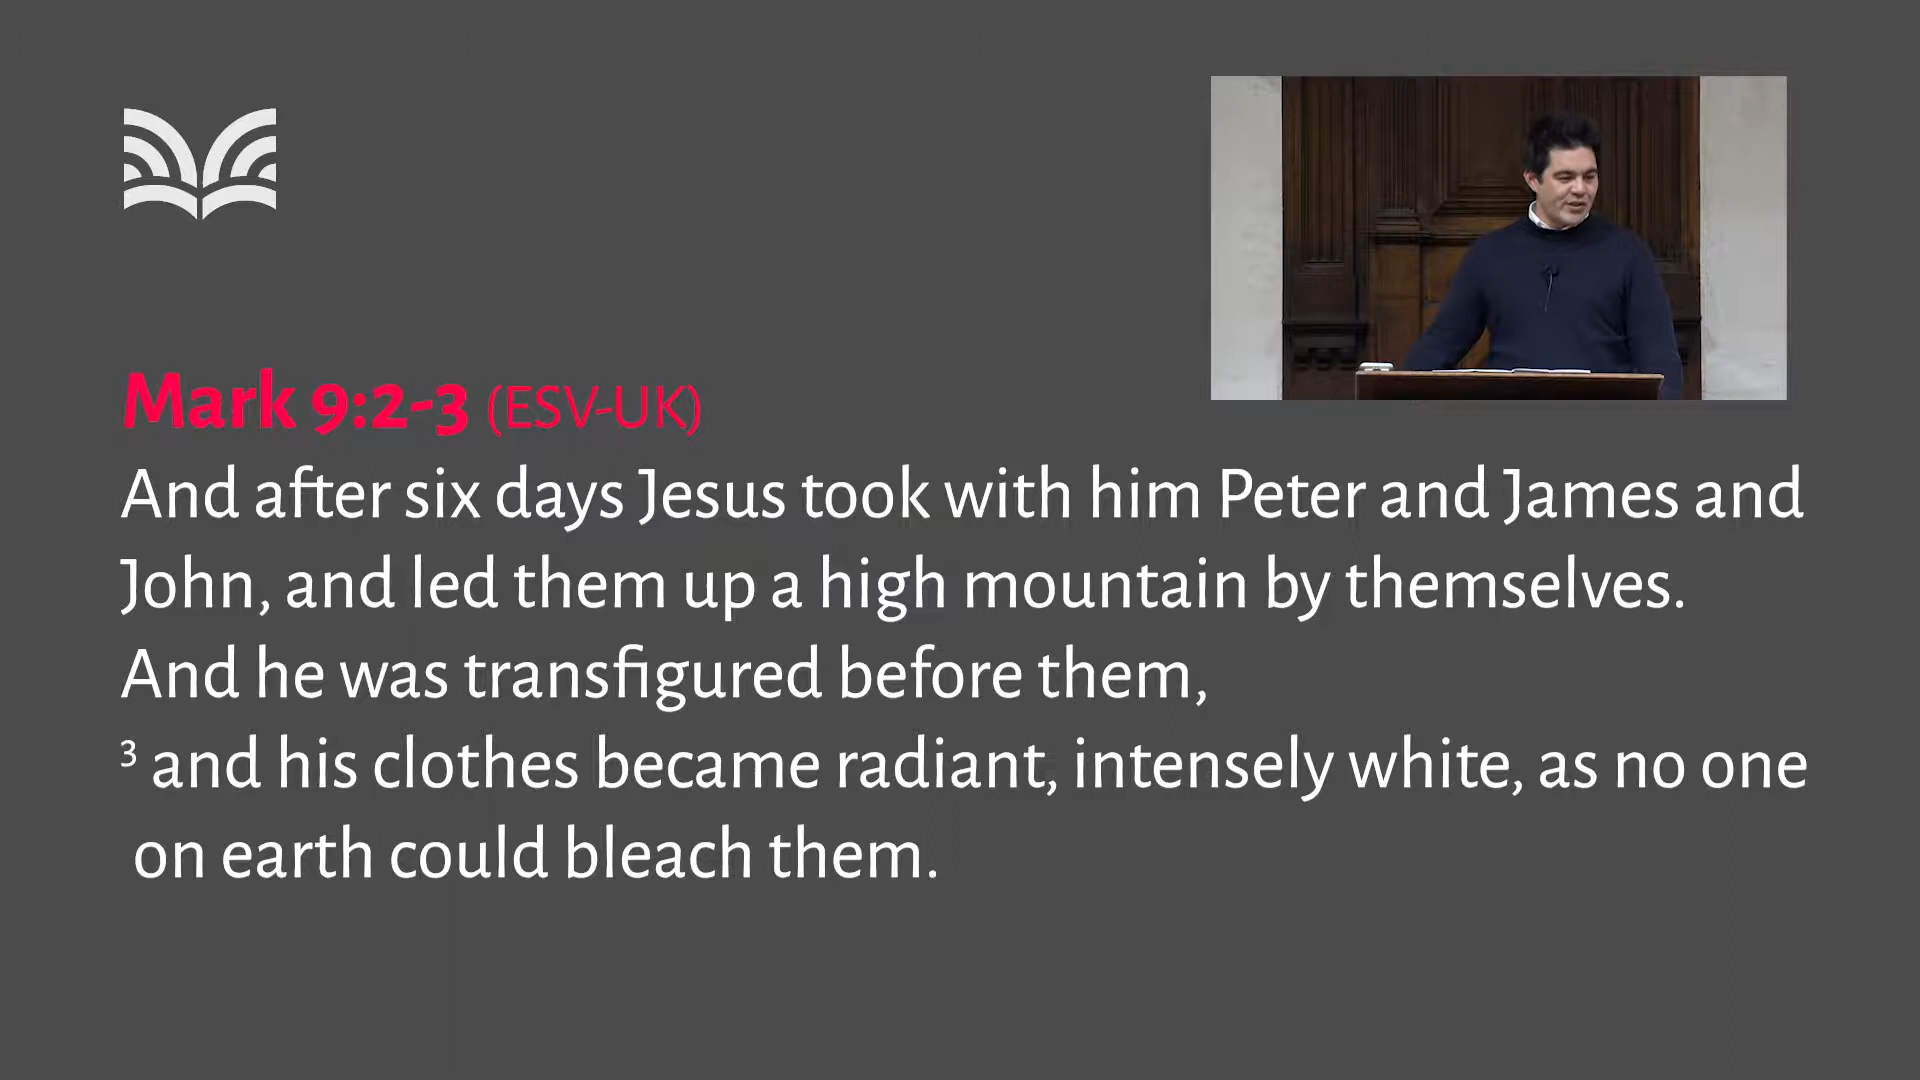 Mark 9:2-3 (ESV-UK)
And after six days Jesus took with him Peter and James and
John, and led them up a high mountain by themselves.
And he was transfigured before them,
³ and his clothes became radiant, intensely white, as no one
on earth could bleach them.